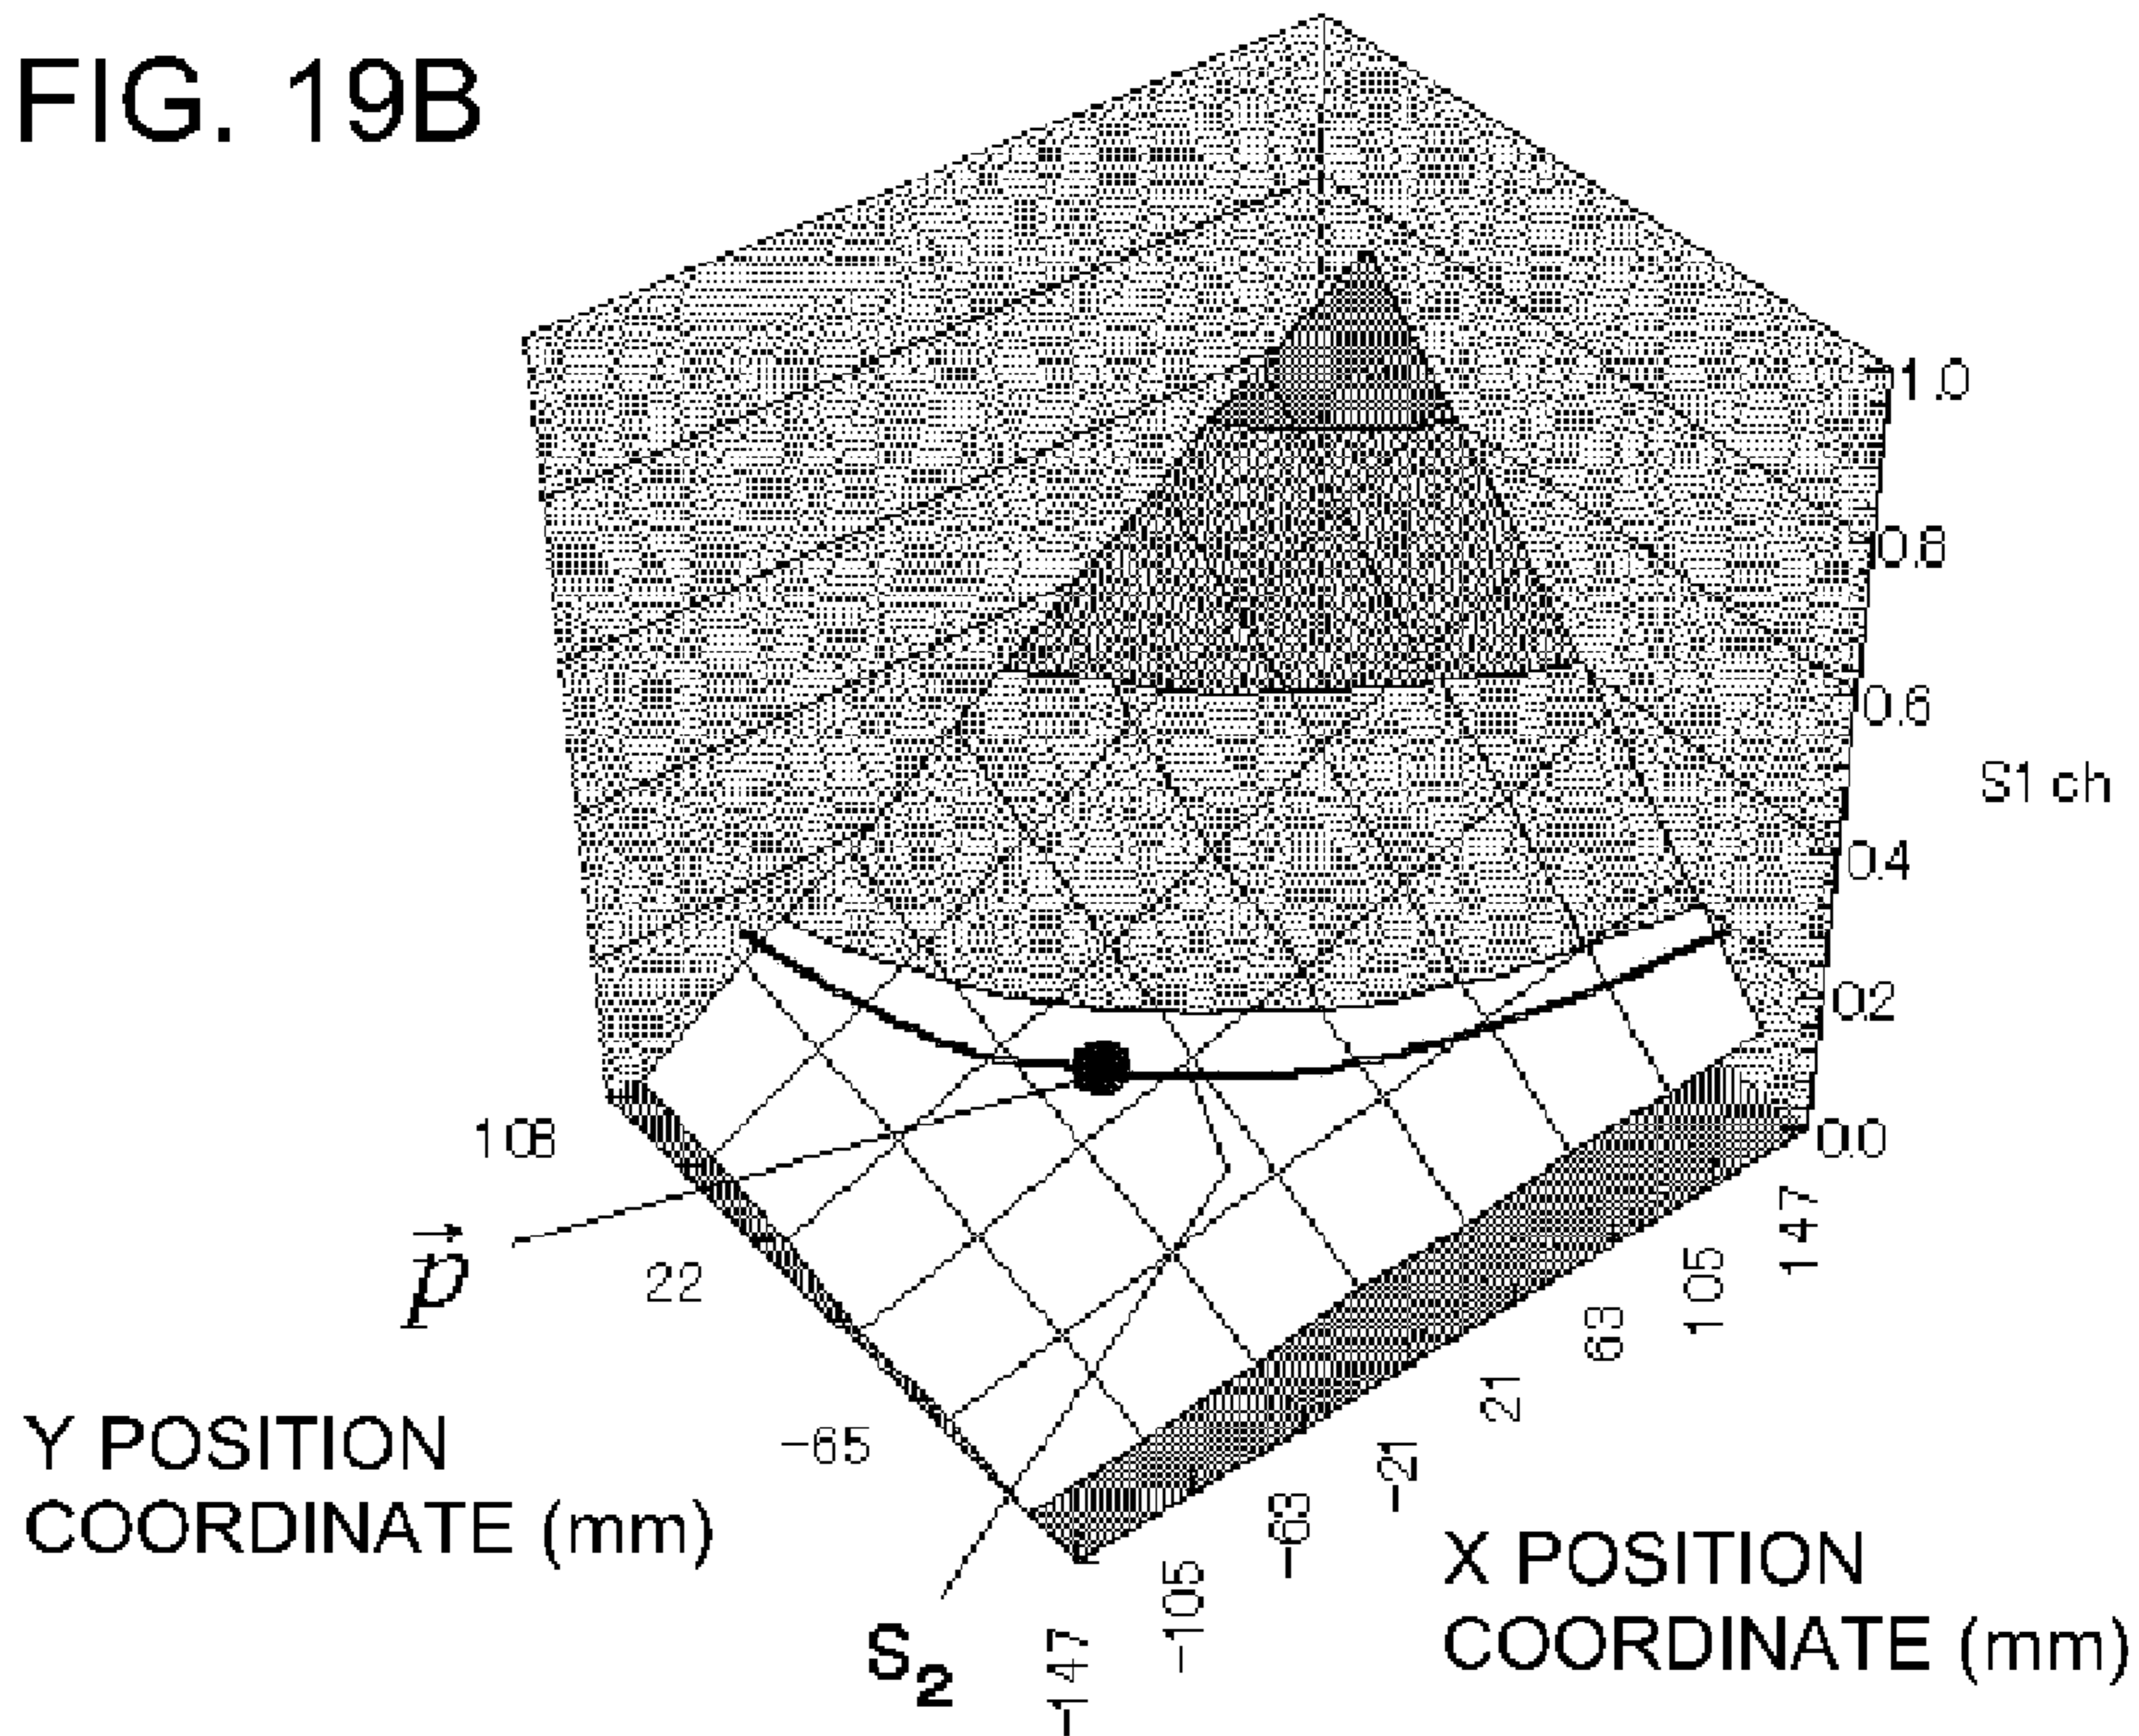 FIG. 19B
1.0
0.8
0.6
S1 ch
0.4
0.2
0.0
108
22
-65
p⃗
Y POSITION
COORDINATE (mm)
S₂
-147
-105
-63
-21
21
63
105
147
X POSITION
COORDINATE (mm)